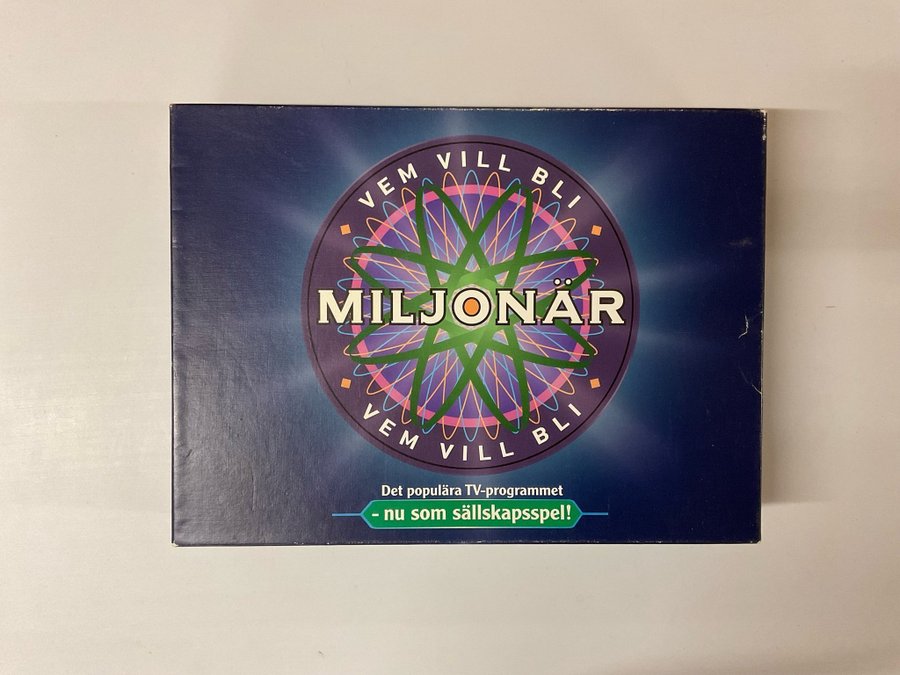 VEM VILL BLI
MILJONÄR
VEM VILL BLI
Det populära TV-programmet
- nu som sällskapsspel!